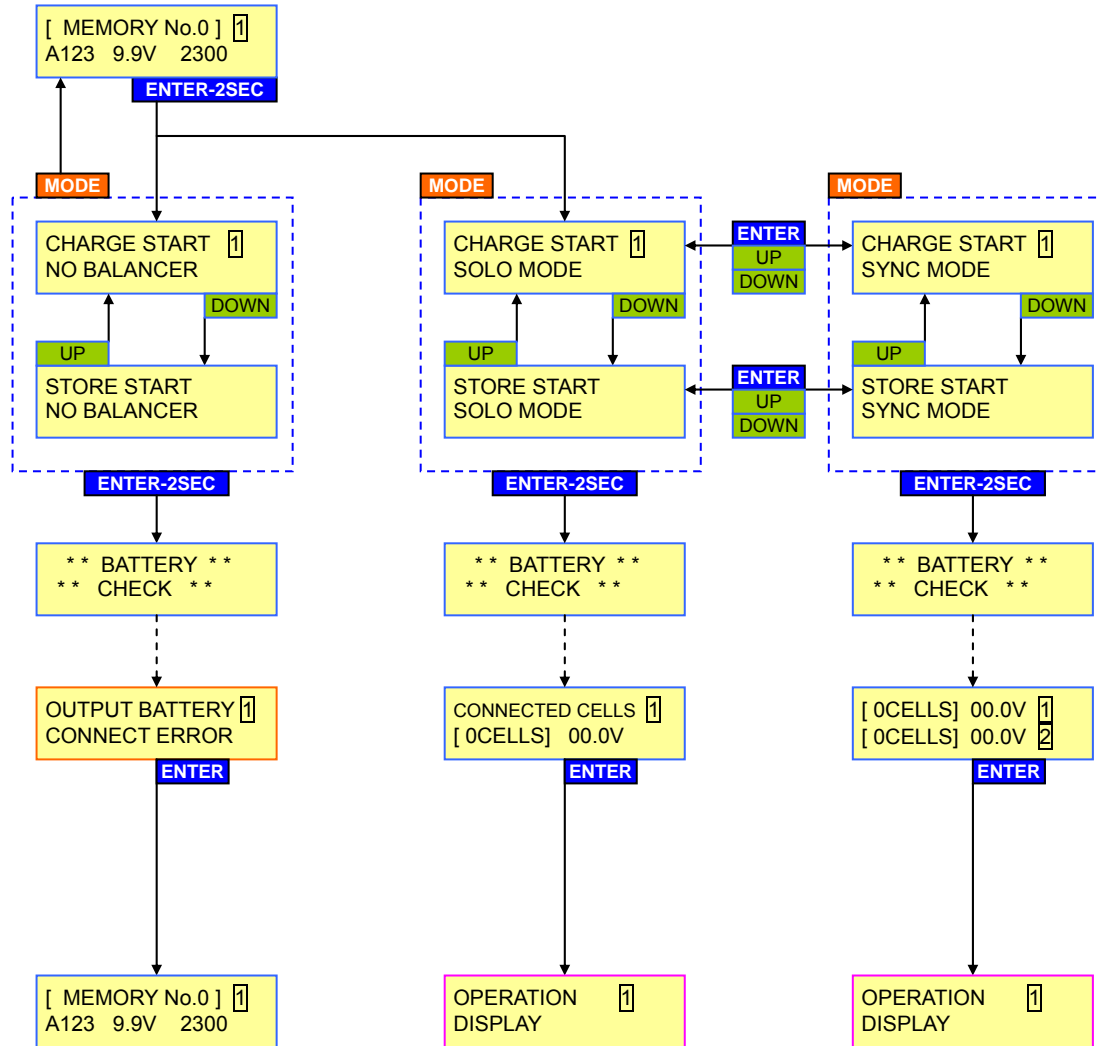 [ MEMORY No.0 ] 1
A123 9.9V 2300
ENTER-2SEC
MODE
MODE
MODE
CHARGE START 1
NO BALANCER
DOWN
UP
STORE START
NO BALANCER
CHARGE START 1
SOLO MODE
DOWN
UP
STORE START
SOLO MODE
ENTER
UP
DOWN
ENTER
UP
DOWN
CHARGE START 1
SYNC MODE
DOWN
UP
STORE START
SYNC MODE
ENTER-2SEC
ENTER-2SEC
ENTER-2SEC
* * BATTERY * *
* * CHECK * *
* * BATTERY * *
* * CHECK * *
* * BATTERY * *
* * CHECK * *
OUTPUT BATTERY 1
CONNECT ERROR
ENTER
CONNECTED CELLS 1
[ 0CELLS] 00.0V
ENTER
[ 0CELLS] 00.0V 1
[ 0CELLS] 00.0V 2
ENTER
[ MEMORY No.0 ] 1
A123 9.9V 2300
OPERATION 1
DISPLAY
OPERATION 1
DISPLAY